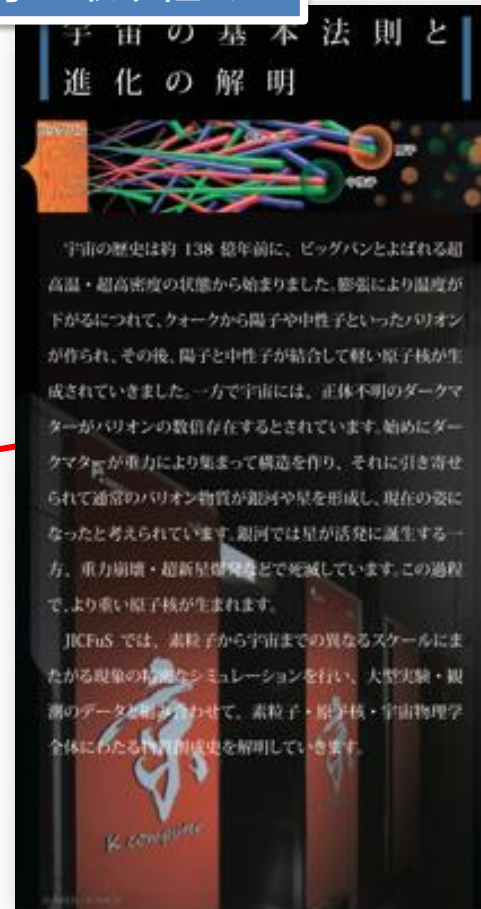 宇宙の基本法則と
進化の解明
陽子
中性子
宇宙の歴史は約 138 億年前に、ビッグバンとよばれる超
高温・超高密度の状態から始まりました。膨張により温度が
下がるにつれて、クォークから陽子や中性子といったバリオン
が作られ、その後、陽子と中性子が結合して軽い原子核が生
成されていきました。一方で宇宙には、正体不明のダークマ
ターがバリオンの数倍存在するとされています。始めにダー
クマターが重力により集まって構造を作り、それに引き寄せ
られて通常のバリオン物質が銀河や星を形成し、現在の姿に
なったと考えられています。銀河では星が活発に誕生する一
方、重力崩壊・超新星爆発などで死滅しています。この過程
で、より重い原子核が生まれます。
JICFuS では、素粒子から宇宙までの異なるスケールにま
たがる現象の精密なシミュレーションを行い、大型実験・観
測のデータと組み合わせて、素粒子・原子核・宇宙物理学
全体にわたる物質創成史を解明していきます。
京
K computer